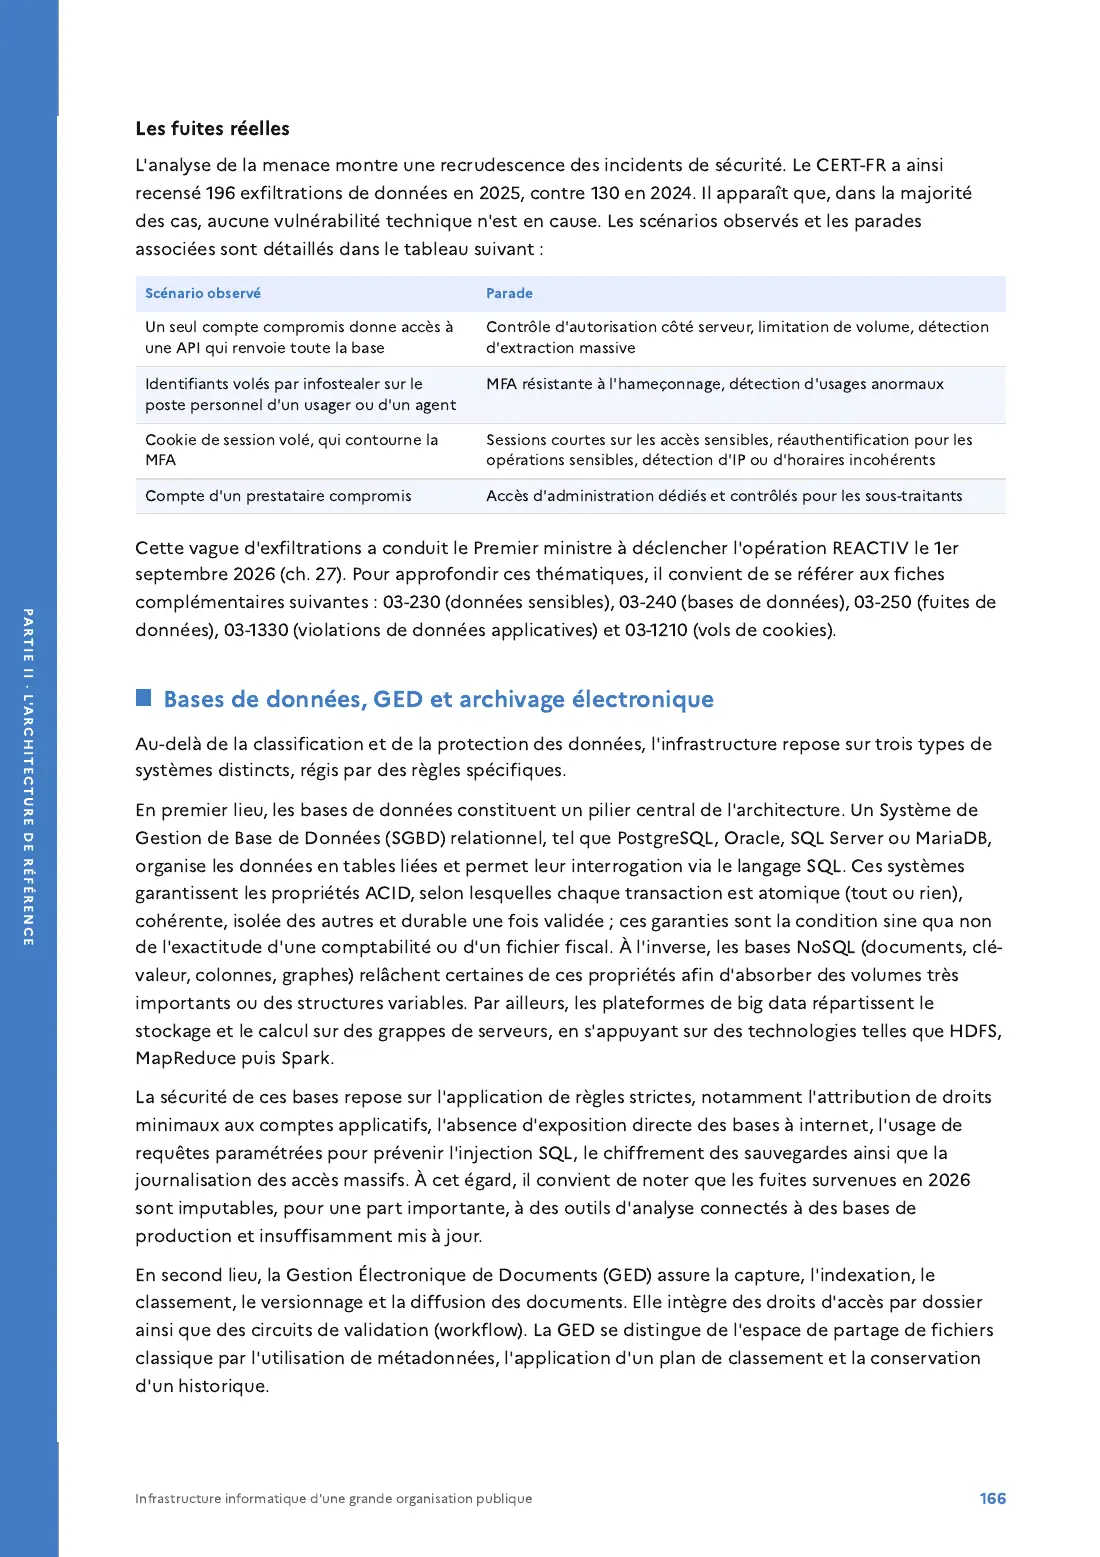 Les fuites réelles
L'analyse de la menace montre une recrudescence des incidents de sécurité. Le CERT-FR a ainsi
recensé 196 exfiltrations de données en 2025, contre 130 en 2024. Il apparaît que, dans la majorité
des cas, aucune vulnérabilité technique n'est en cause. Les scénarios observés et les parades
associées sont détaillés dans le tableau suivant :
Scénario observé
Parade
Un seul compte compromis donne accès à
une API qui renvoie toute la base
Contrôle d'autorisation côté serveur, limitation de volume, détection
d'extraction massive
Identifiants volés par infostealer sur le
poste personnel d'un usager ou d'un agent
MFA résistante à l'hameçonnage, détection d'usages anormaux
Cookie de session volé, qui contourne la
MFA
Sessions courtes sur les accès sensibles, réauthentification pour les
opérations sensibles, détection d'IP ou d'horaires incohérents
Compte d'un prestataire compromis
Accès d'administration dédiés et contrôlés pour les sous-traitants
Cette vague d'exfiltrations a conduit le Premier ministre à déclencher l'opération REACTIV le 1er
septembre 2026 (ch. 27). Pour approfondir ces thématiques, il convient de se référer aux fiches
complémentaires suivantes : 03-230 (données sensibles), 03-240 (bases de données), 03-250 (fuites de
données), 03-1330 (violations de données applicatives) et 03-1210 (vols de cookies).
Bases de données, GED et archivage électronique
Au-delà de la classification et de la protection des données, l'infrastructure repose sur trois types de
systèmes distincts, régis par des règles spécifiques.
En premier lieu, les bases de données constituent un pilier central de l'architecture. Un Système de
Gestion de Base de Données (SGBD) relationnel, tel que PostgreSQL, Oracle, SQL Server ou MariaDB,
organise les données en tables liées et permet leur interrogation via le langage SQL. Ces systèmes
garantissent les propriétés ACID, selon lesquelles chaque transaction est atomique (tout ou rien),
cohérente, isolée des autres et durable une fois validée ; ces garanties sont la condition sine qua non
de l'exactitude d'une comptabilité ou d'un fichier fiscal. À l'inverse, les bases NoSQL (documents, clé-
valeur, colonnes, graphes) relâchent certaines de ces propriétés afin d'absorber des volumes très
importants ou des structures variables. Par ailleurs, les plateformes de big data répartissent le
stockage et le calcul sur des grappes de serveurs, en s'appuyant sur des technologies telles que HDFS,
MapReduce puis Spark.
La sécurité de ces bases repose sur l'application de règles strictes, notamment l'attribution de droits
minimaux aux comptes applicatifs, l'absence d'exposition directe des bases à internet, l'usage de
requêtes paramétrées pour prévenir l'injection SQL, le chiffrement des sauvegardes ainsi que la
journalisation des accès massifs. À cet égard, il convient de noter que les fuites survenues en 2026
sont imputables, pour une part importante, à des outils d'analyse connectés à des bases de
production et insuffisamment mis à jour.
En second lieu, la Gestion Électronique de Documents (GED) assure la capture, l'indexation, le
classement, le versionnage et la diffusion des documents. Elle intègre des droits d'accès par dossier
ainsi que des circuits de validation (workflow). La GED se distingue de l'espace de partage de fichiers
classique par l'utilisation de métadonnées, l'application d'un plan de classement et la conservation
d'un historique.
PARTIE II · L'ARCHITECTURE DE RÉFÉRENCE
Infrastructure informatique d'une grande organisation publique
166